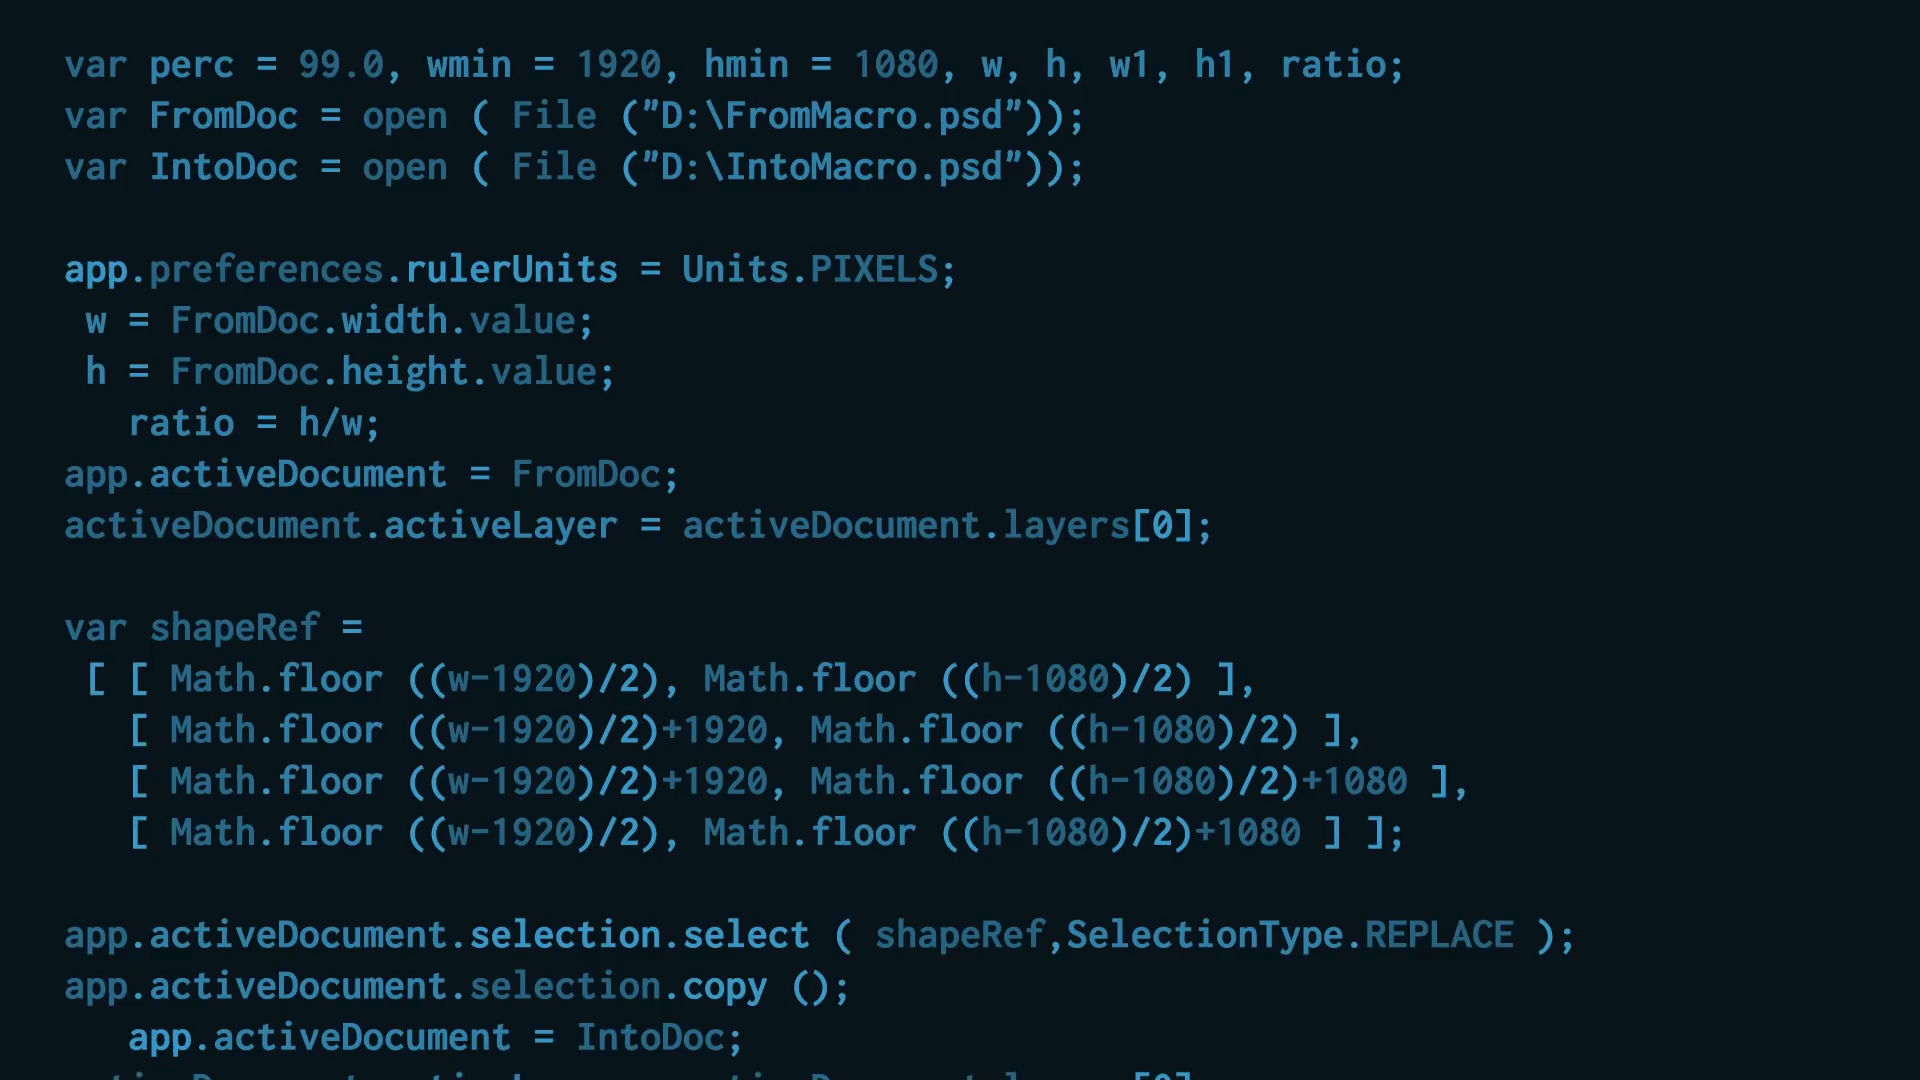 var perc = 99.0, wmin = 1920, hmin = 1080, w, h, w1, h1, ratio;
var FromDoc = open ( File ("D:\FromMacro.psd"));
var IntoDoc = open ( File ("D:\IntoMacro.psd"));
app.preferences.rulerUnits = Units.PIXELS;
w = FromDoc.width.value;
h = FromDoc.height.value;
ratio = h/w;
app.activeDocument = FromDoc;
activeDocument.activeLayer = activeDocument.layers[0];
var shapeRef =
[ [ Math.floor ((w-1920)/2), Math.floor ((h-1080)/2) ],
[ Math.floor ((w-1920)/2)+1920, Math.floor ((h-1080)/2) ],
[ Math.floor ((w-1920)/2)+1920, Math.floor ((h-1080)/2)+1080 ],
[ Math.floor ((w-1920)/2), Math.floor ((h-1080)/2)+1080 ] ];
app.activeDocument.selection.select ( shapeRef,SelectionType.REPLACE );
app.activeDocument.selection.copy ();
app.activeDocument = IntoDoc;